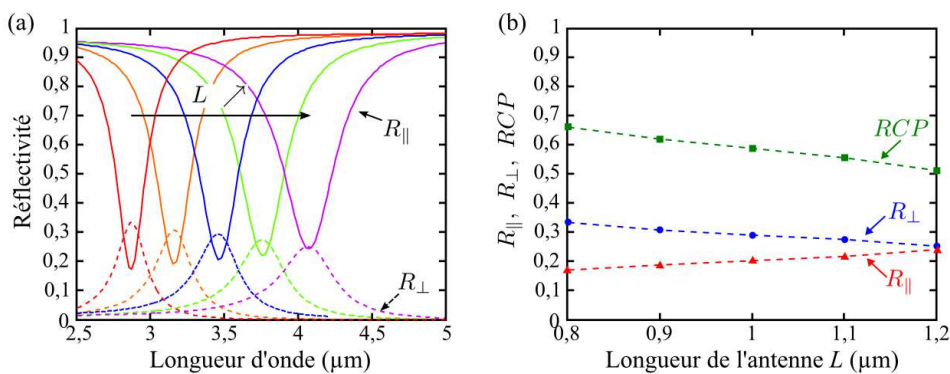 (a)
Réflectivité
1
0,9
0,8
0,7
0,6
0,5
0,4
0,3
0,2
0,1
0
L
R∥
R⊥
2,5 3 3,5 4 4,5 5
Longueur d'onde (µm)
(b)
R∥, R⊥, RCP
1
0,9
0,8
0,7
0,6
0,5
0,4
0,3
0,2
0,1
0
RCP
R⊥
R∥
0,8 0,9 1 1,1 1,2
Longueur de l'antenne L (µm)